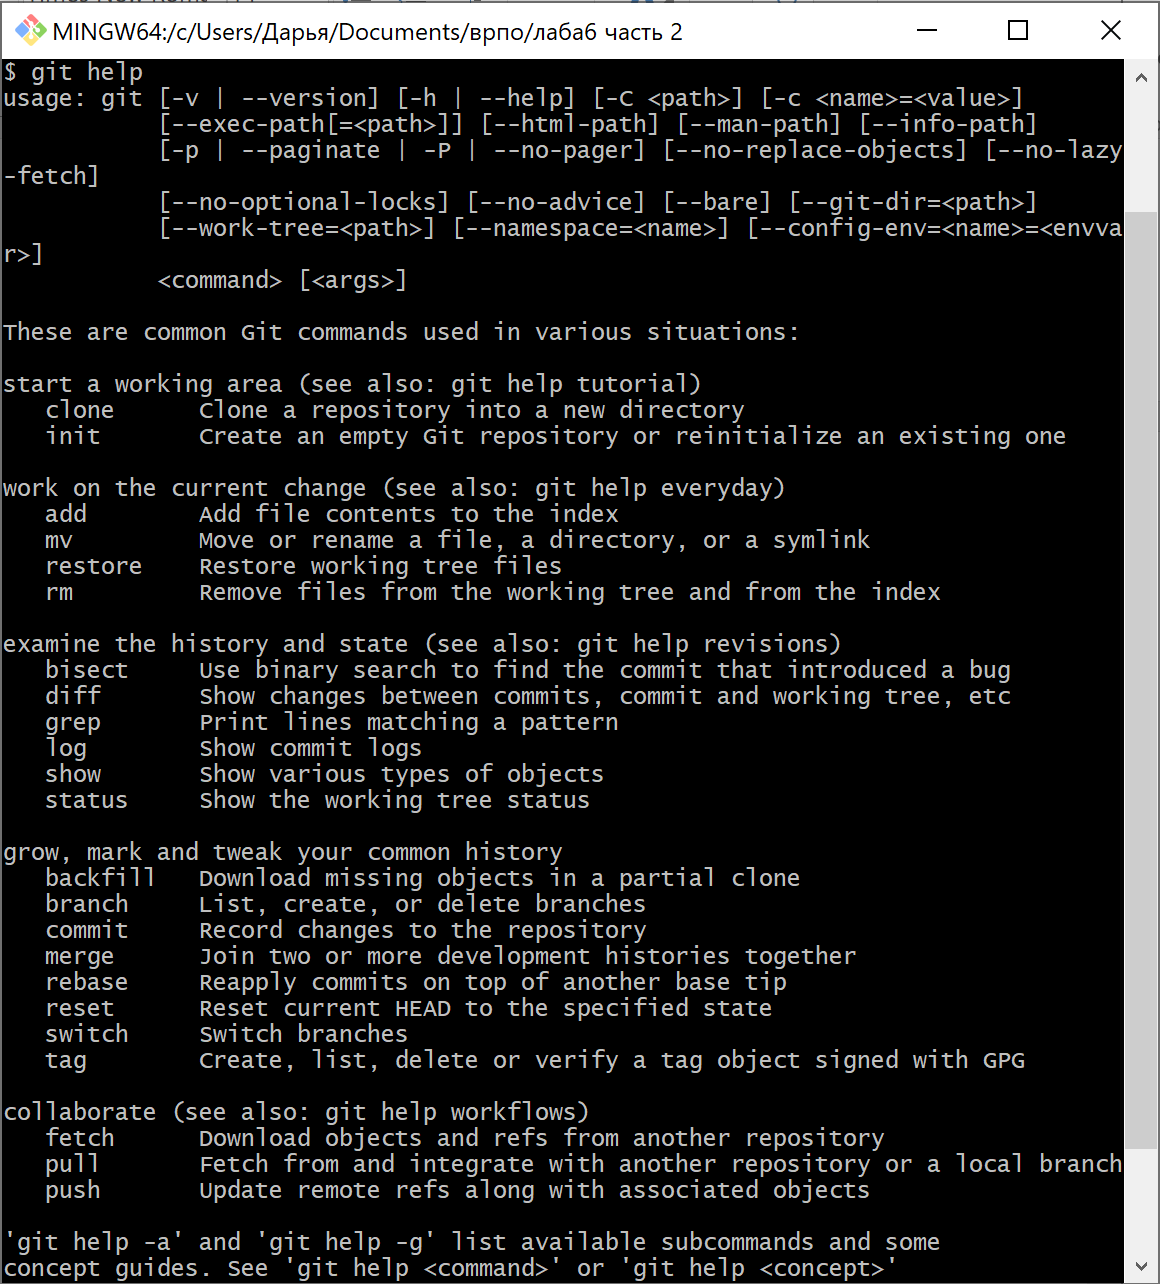 MINGW64:/c/Users/Дарья/Documents/врпо/лаба6 часть 2
$ git help
usage: git [-v | --version] [-h | --help] [-C <path>] [-c <name>=<value>]
           [--exec-path[=<path>]] [--html-path] [--man-path] [--info-path]
           [-p | --paginate | -P | --no-pager] [--no-replace-objects] [--no-lazy
-fetch]
           [--no-optional-locks] [--no-advice] [--bare] [--git-dir=<path>]
           [--work-tree=<path>] [--namespace=<name>] [--config-env=<name>=<envva
r>]
           <command> [<args>]

These are common Git commands used in various situations:

start a working area (see also: git help tutorial)
   clone      Clone a repository into a new directory
   init       Create an empty Git repository or reinitialize an existing one

work on the current change (see also: git help everyday)
   add        Add file contents to the index
   mv         Move or rename a file, a directory, or a symlink
   restore    Restore working tree files
   rm         Remove files from the working tree and from the index

examine the history and state (see also: git help revisions)
   bisect     Use binary search to find the commit that introduced a bug
   diff       Show changes between commits, commit and working tree, etc
   grep       Print lines matching a pattern
   log        Show commit logs
   show       Show various types of objects
   status     Show the working tree status

grow, mark and tweak your common history
   backfill   Download missing objects in a partial clone
   branch     List, create, or delete branches
   commit     Record changes to the repository
   merge      Join two or more development histories together
   rebase     Reapply commits on top of another base tip
   reset      Reset current HEAD to the specified state
   switch     Switch branches
   tag        Create, list, delete or verify a tag object signed with GPG

collaborate (see also: git help workflows)
   fetch      Download objects and refs from another repository
   pull       Fetch from and integrate with another repository or a local branch
   push       Update remote refs along with associated objects

'git help -a' and 'git help -g' list available subcommands and some
concept guides. See 'git help <command>' or 'git help <concept>'